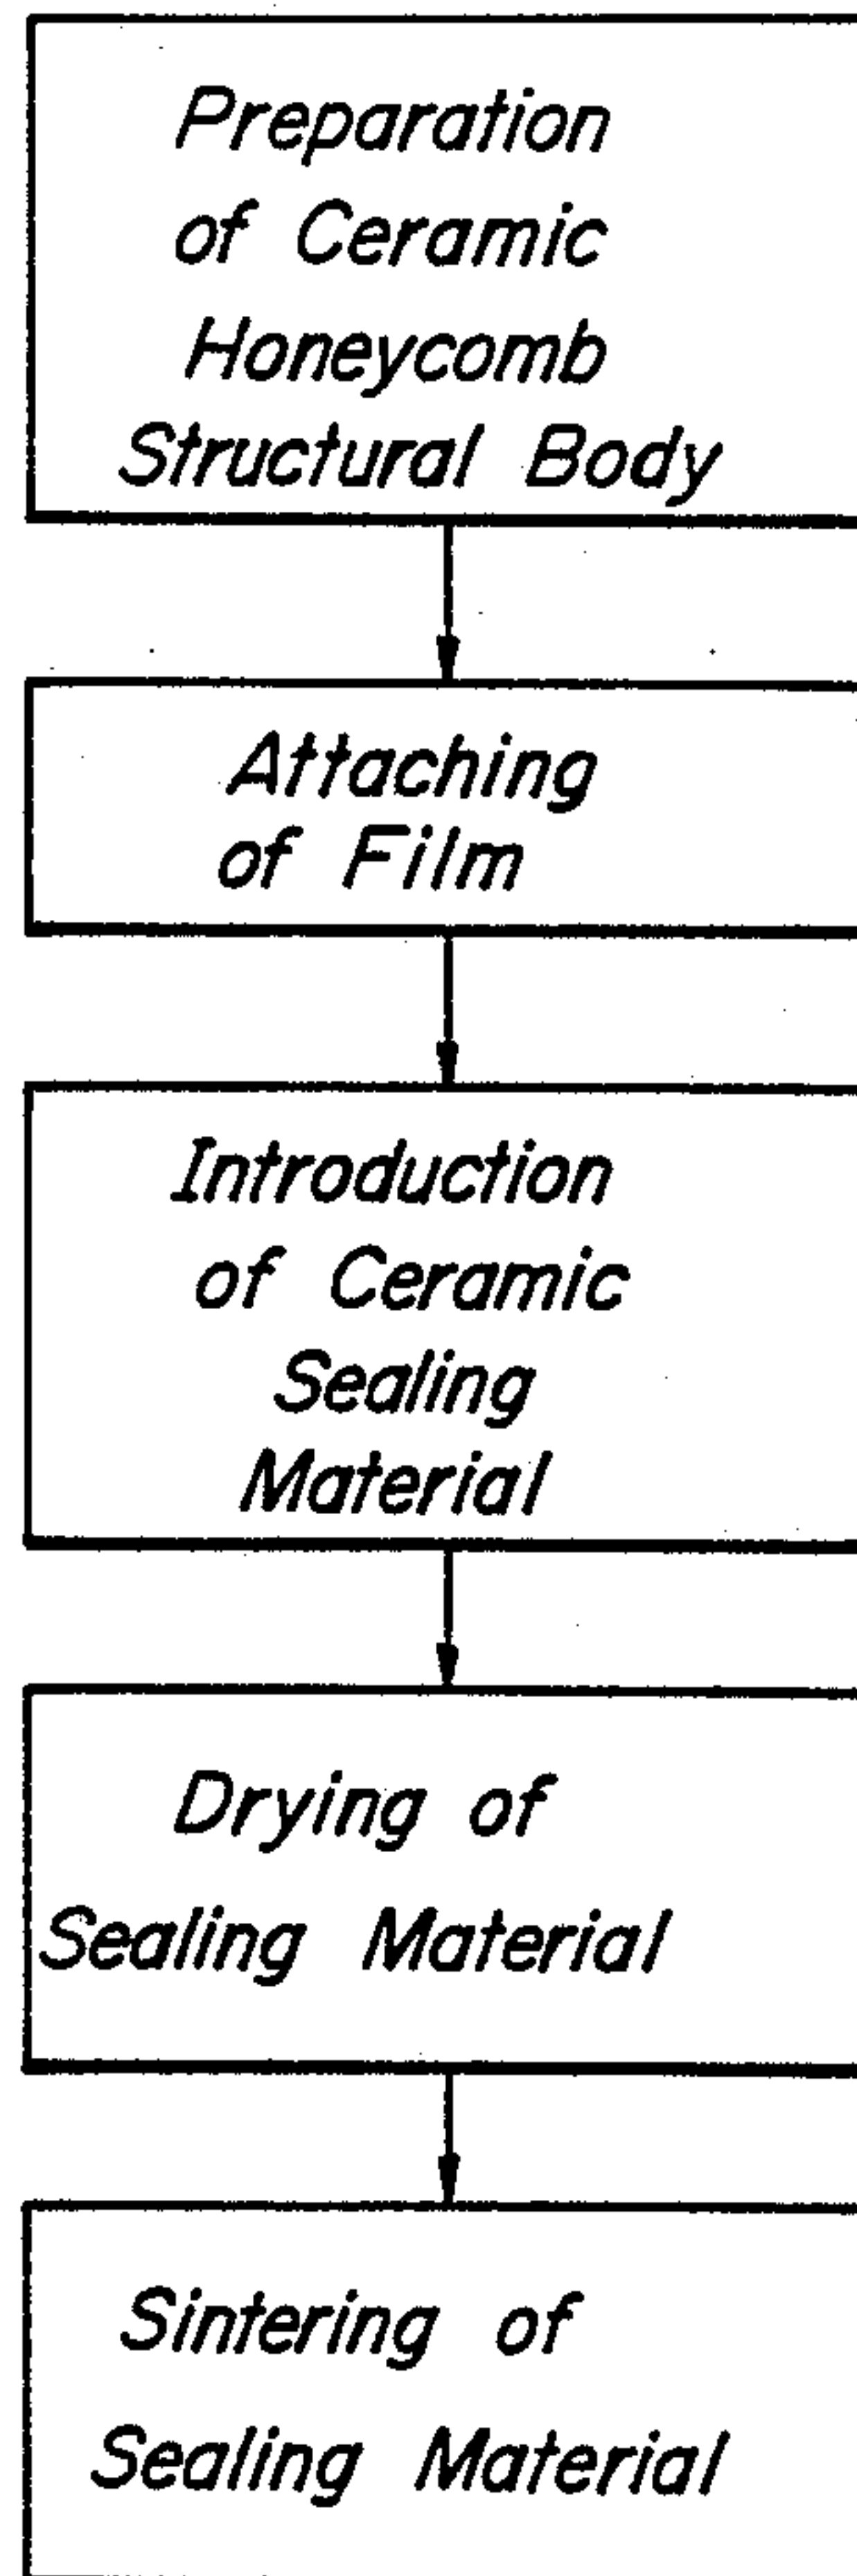 Preparation
of Ceramic
Honeycomb
Structural Body
Attaching
of Film
Introduction
of Ceramic
Sealing
Material
Drying of
Sealing Material
Sintering of
Sealing Material